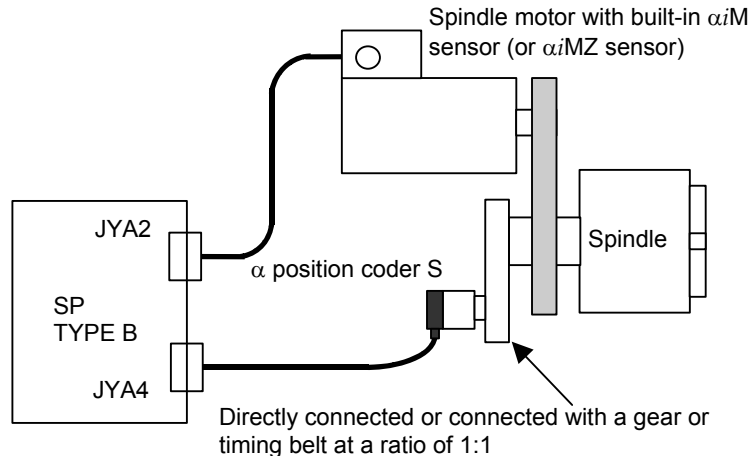 Spindle motor with built-in αiM
sensor (or αiMZ sensor)
JYA2
α position coder S
Spindle
SP
TYPE B
JYA4
Directly connected or connected with a gear or
timing belt at a ratio of 1:1